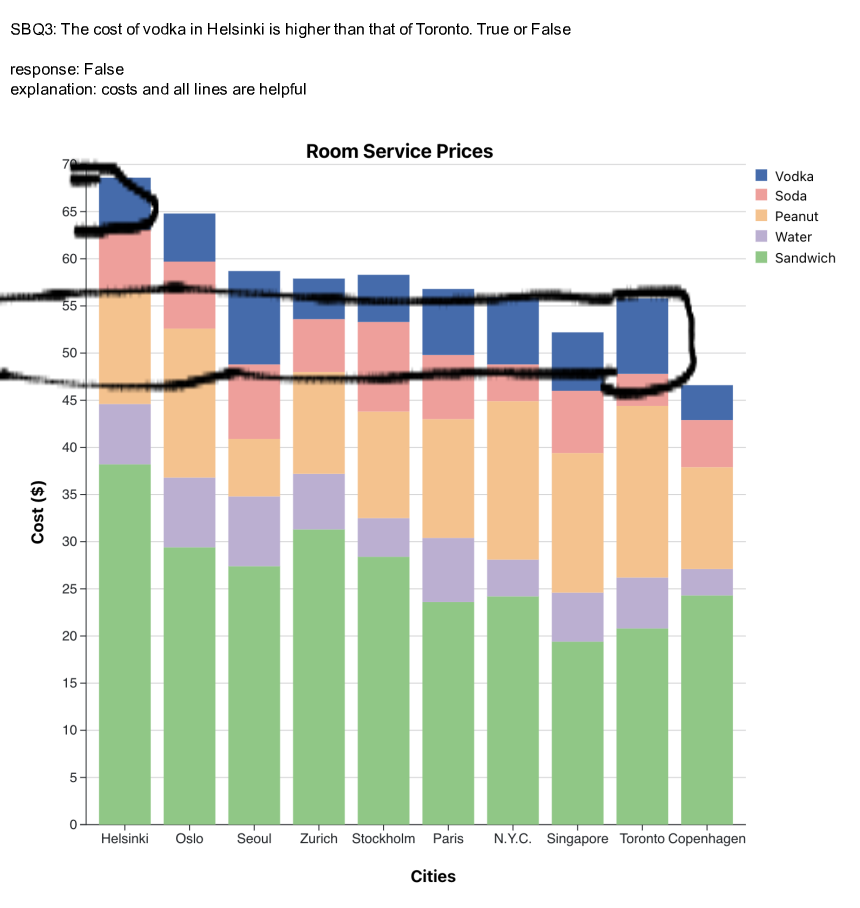 SBQ3: The cost of vodka in Helsinki is higher than that of Toronto. True or False
response: False
explanation: costs and all lines are helpful
Room Service Prices
Vodka
Soda
Peanut
Water
Sandwich
Cost ($)
70
65
60
55
50
45
40
35
30
25
20
15
10
5
0
Helsinki Oslo Seoul Zurich Stockholm Paris N.Y.C. Singapore Toronto Copenhagen
Cities